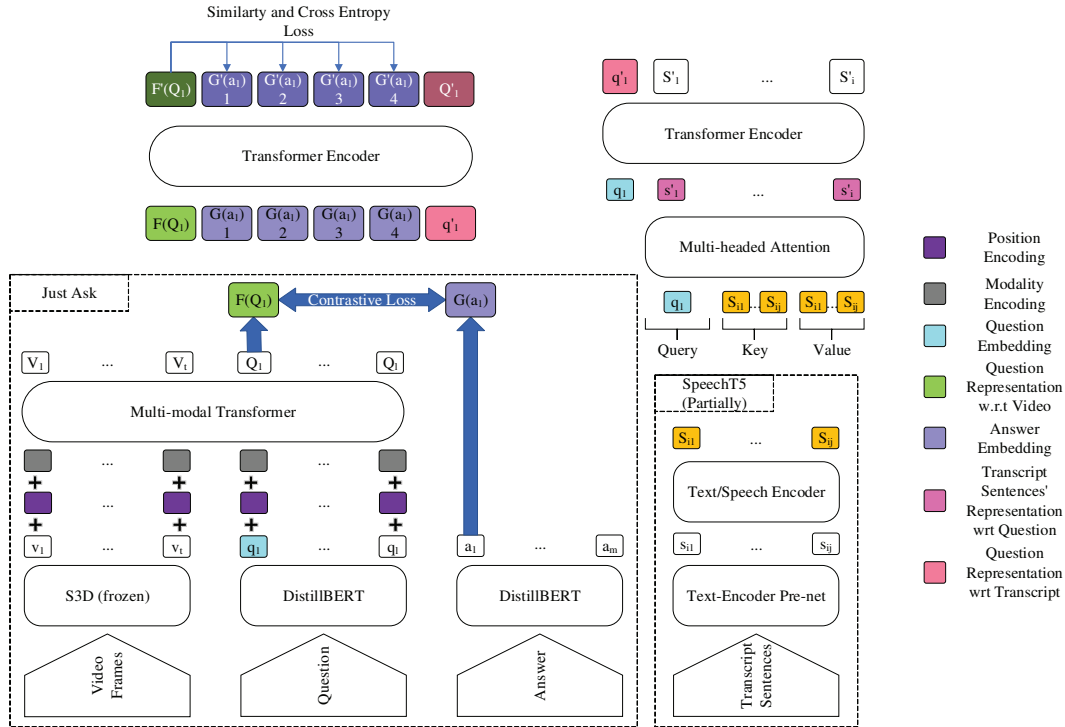 Similarty and Cross Entropy
Loss
F'(Q1)
G'(a1)
1
G'(a1)
2
G'(a1)
3
G'(a1)
4
Q'1
Transformer Encoder
F(Q1)
G(a1)
1
G(a1)
2
G(a1)
3
G(a1)
4
q'1
Just Ask
F(Q1)
Contrastive Loss
G(a1)
V1
...
Vt
Q1
...
Ql
Multi-modal Transformer
...
...
+
+
+
+
...
...
+
+
+
+
v1
...
vt
q1
...
ql
a1
...
am
S3D (frozen)
DistillBERT
DistillBERT
Video
Frames
Question
Answer
q'1
S'1
...
S'i
Transformer Encoder
q1
s'1
...
s'i
Multi-headed Attention
q1
Si1
...
Sij
Si1
...
Sij
Query
Key
Value
SpeechT5
(Partially)
Si1
...
Sij
Text/Speech Encoder
si1
...
sij
Text-Encoder Pre-net
Transcript
Sentences
Position
Encoding
Modality
Encoding
Question
Embedding
Question
Representation
w.r.t Video
Answer
Embedding
Transcript
Sentences'
Representation
wrt Question
Question
Representation
wrt Transcript